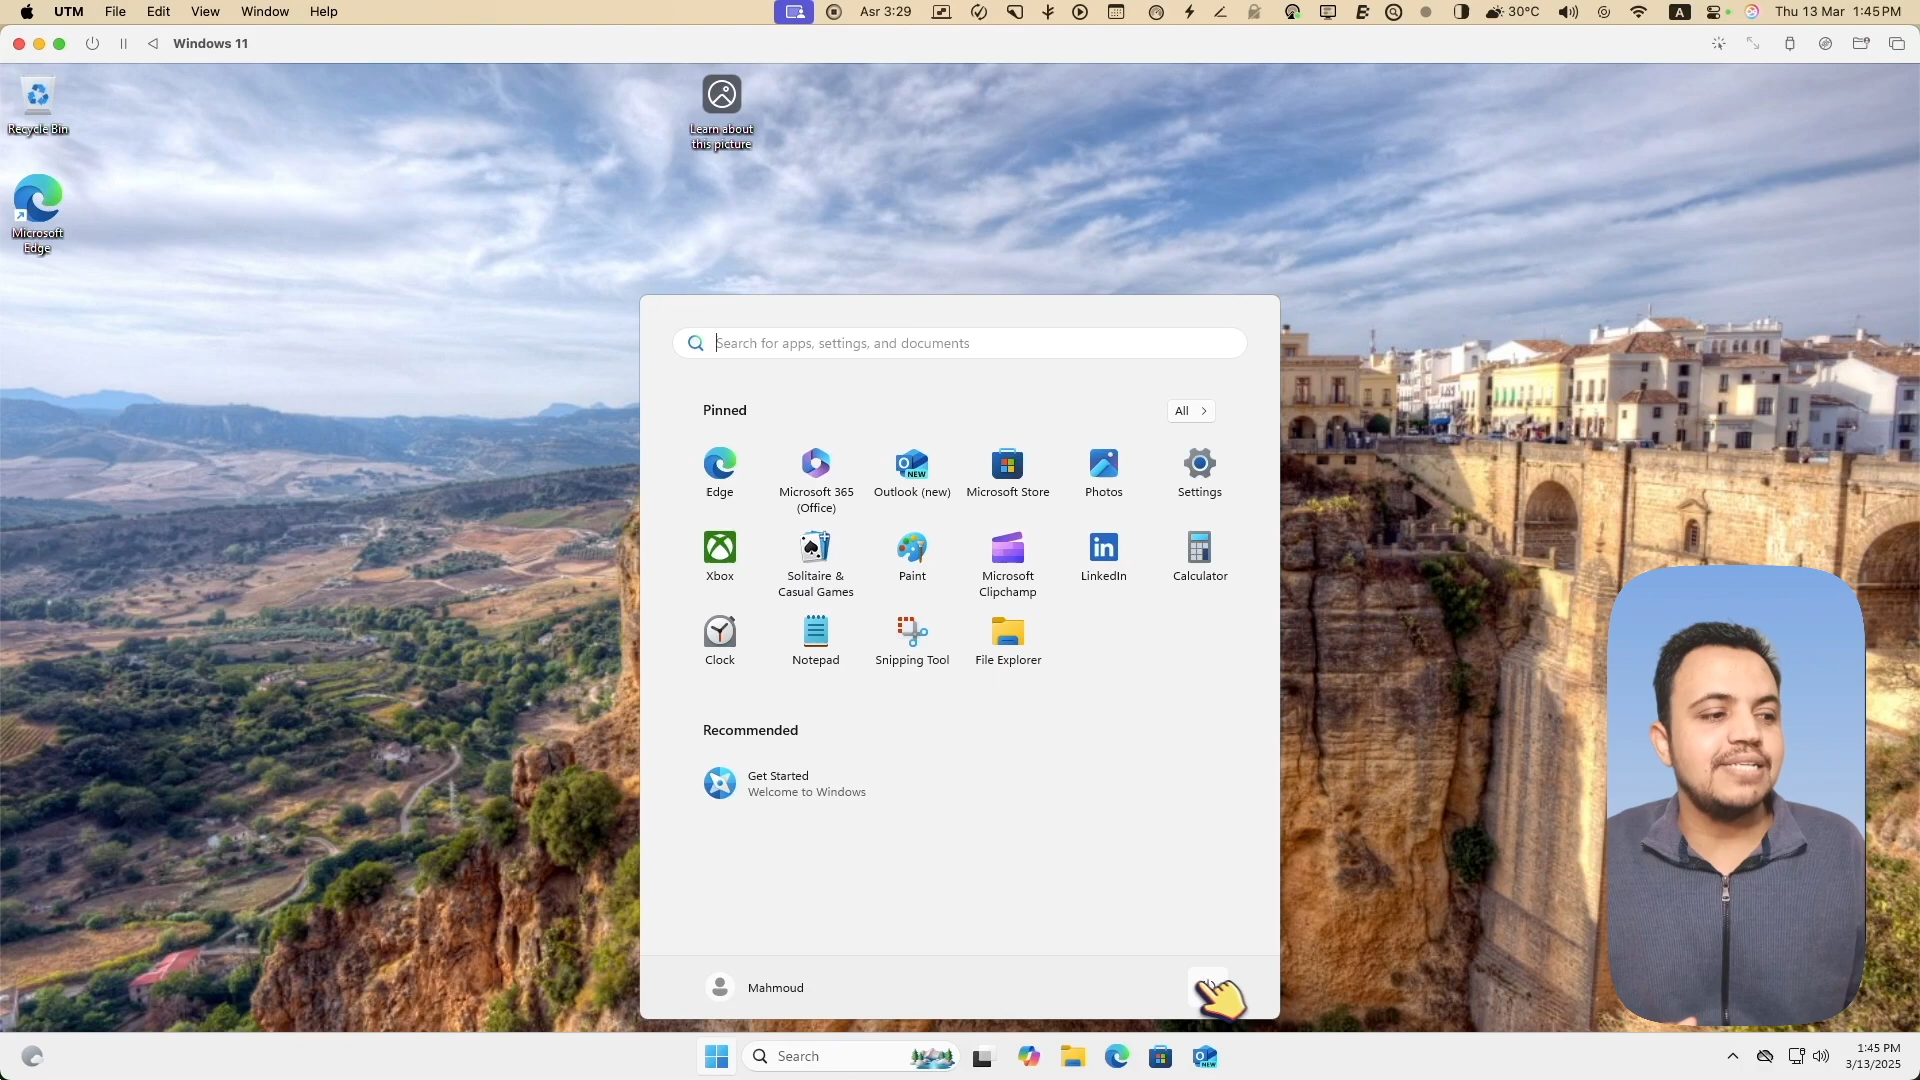 UTM File Edit View Window Help
Asr 3:29 30°C A Thu 13 Mar 1:45 PM
Windows 11
Recycle Bin
Learn about
this picture
Microsoft
Edge
Search for apps, settings, and documents
Pinned
All
Edge
Microsoft 365
(Office)
Outlook (new)
Microsoft Store
Photos
Settings
Xbox
Solitaire &
Casual Games
Paint
Microsoft
Clipchamp
LinkedIn
Calculator
Clock
Notepad
Snipping Tool
File Explorer
Recommended
Get Started
Welcome to Windows
Mahmoud
Search
1:45 PM
3/13/2025